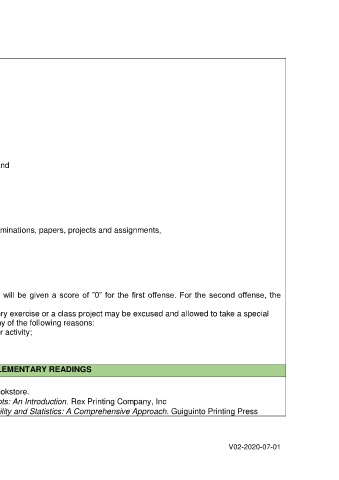 nd
minations, papers, projects and assignments,
will be given a score of "0" for the first offense. For the second offense, the
ry exercise or a class project may be excused and allowed to take a special
y of the following reasons:
r activity;
LEMENTARY READINGS
okstore.
ts: An Introduction. Rex Printing Company, Inc
ility and Statistics: A Comprehensive Approach. Guiguinto Printing Press
V02-2020-07-01